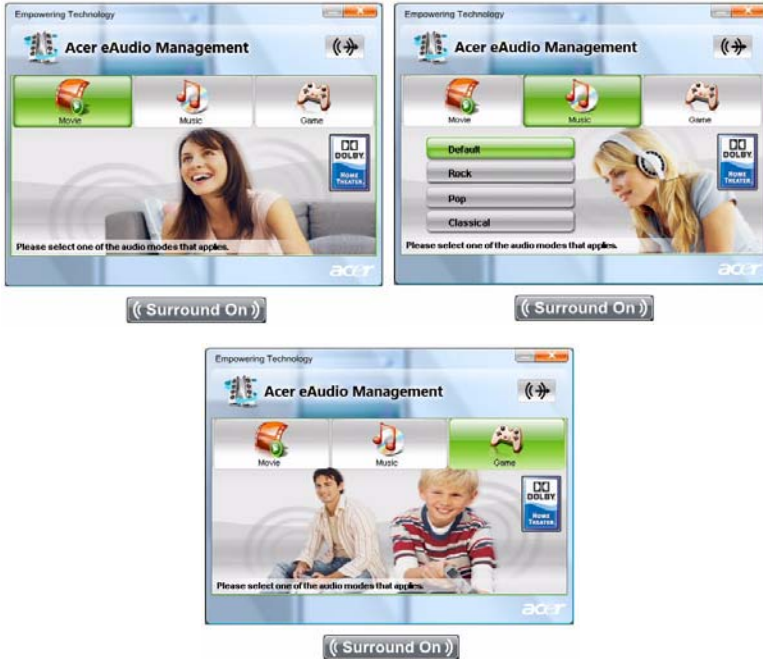 Empowering Technology
Acer eAudio Management
Movie
Music
Game
DOLBY
HOME THEATER
Please select one of the audio modes that applies.
acer
Surround On
Empowering Technology
Acer eAudio Management
Movie
Music
Game
Default
Rock
Pop
Classical
DOLBY
HOME THEATER
Please select one of the audio modes that applies.
acer
Surround On
Empowering Technology
Acer eAudio Management
Movie
Music
Game
DOLBY
HOME THEATER
Please select one of the audio modes that applies.
acer
Surround On